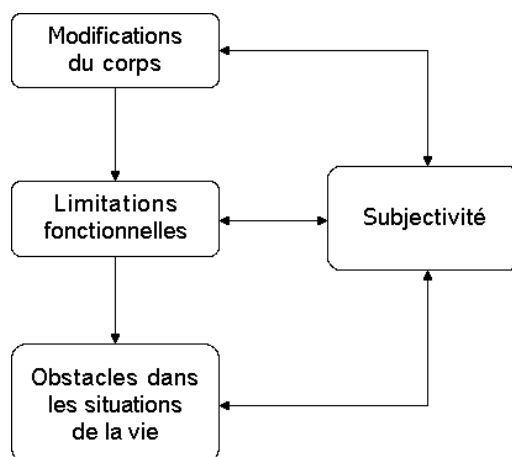 Modifications
du corps
Limitations
fonctionnelles
Subjectivité
Obstacles dans
les situations
de la vie